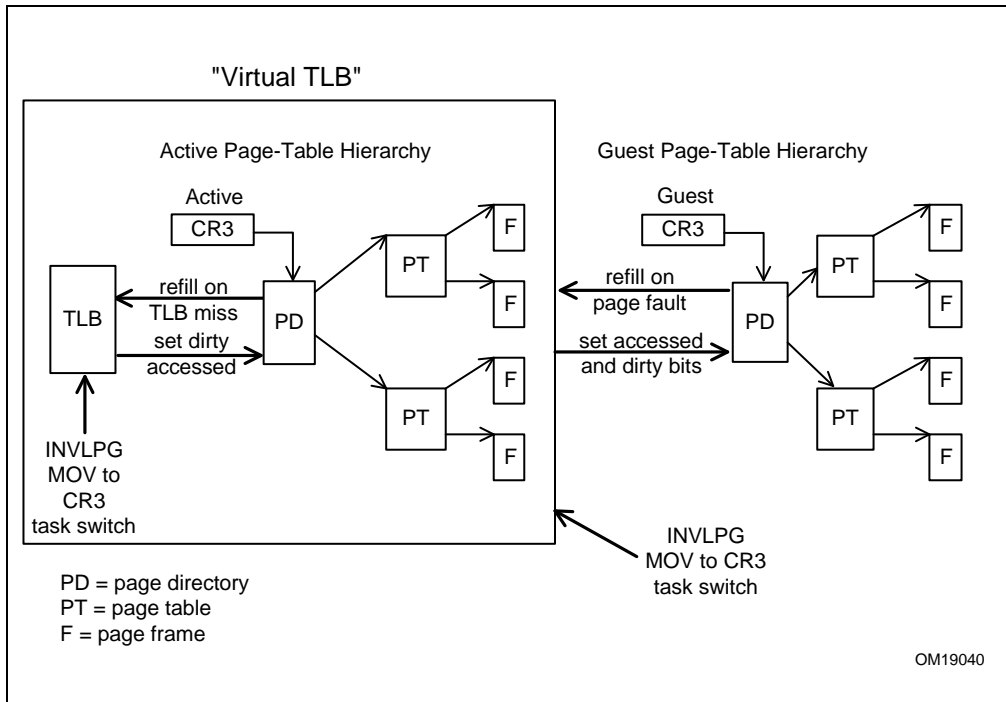 "Virtual TLB"
Active Page-Table Hierarchy
Guest Page-Table Hierarchy
Active
CR3
TLB
refill on
TLB miss
set dirty
accessed
PD
PT
F
F
PT
F
F
INVLPG
MOV to
CR3
task switch
Guest
CR3
refill on
page fault
set accessed
and dirty bits
PD
PT
F
F
PT
F
F
INVLPG
MOV to CR3
task switch
PD = page directory
PT = page table
F = page frame
OM19040